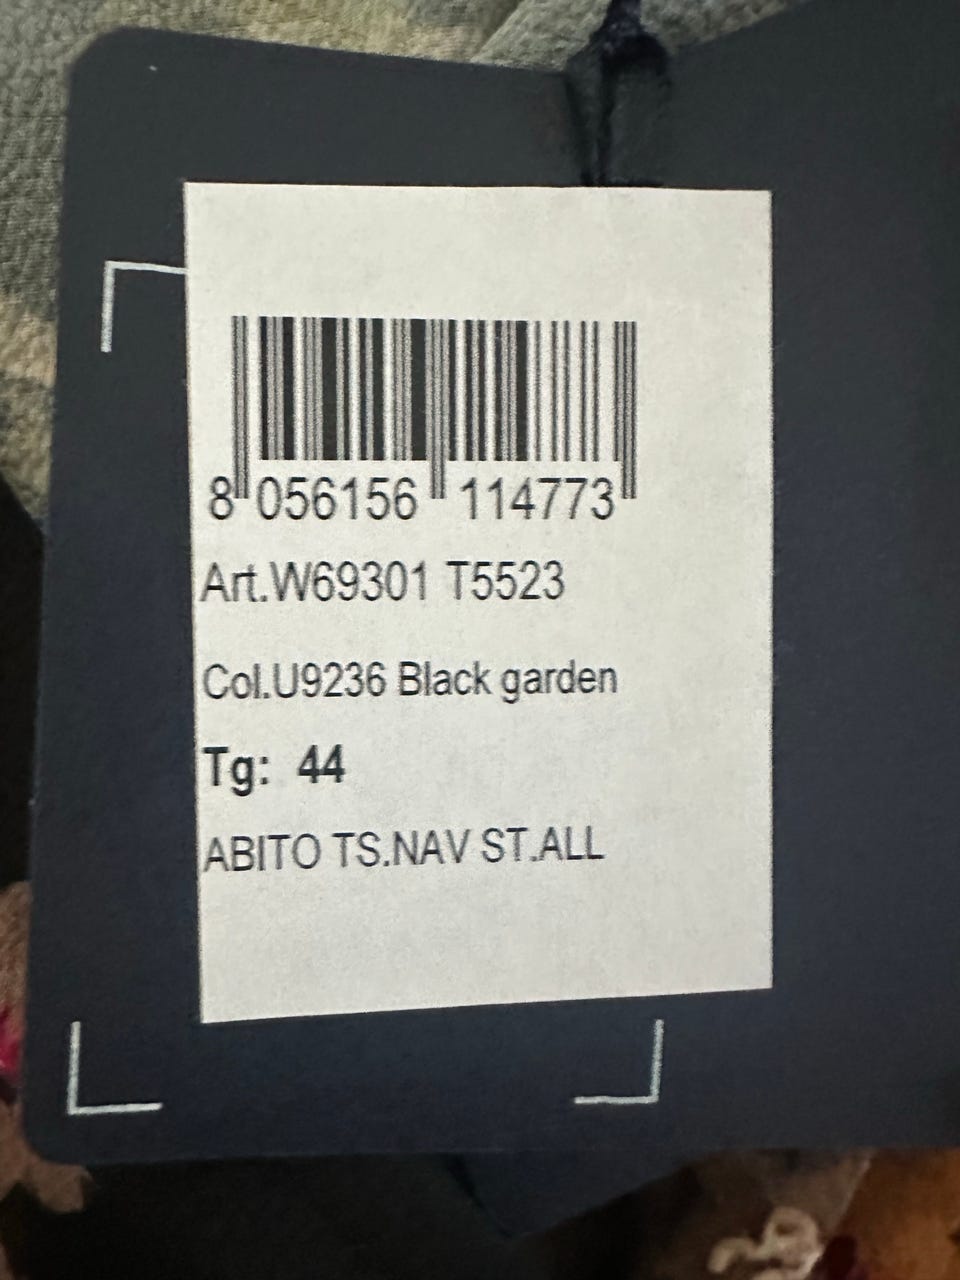 8 056156 114773
Art.W69301 T5523
Col.U9236 Black garden
Tg: 44
ABITO TS.NAV ST.ALL